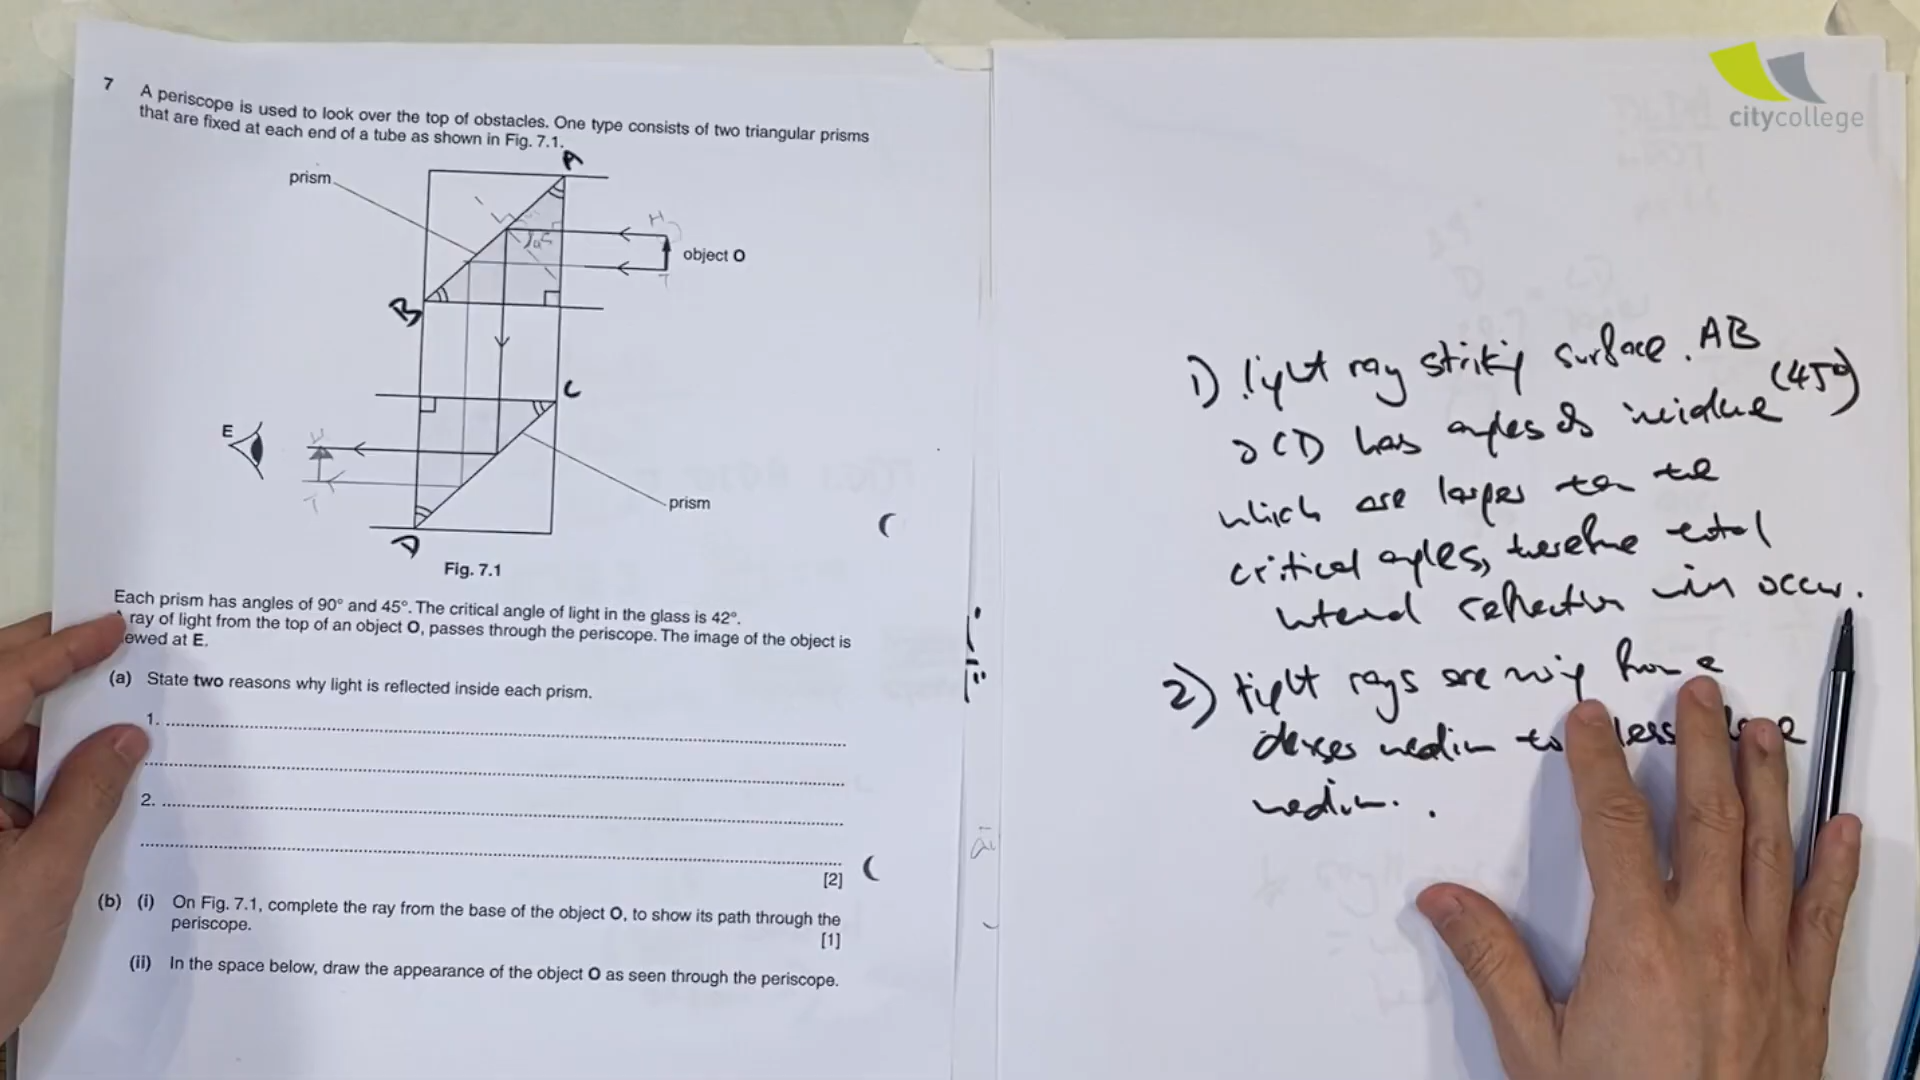 7 A periscope is used to look over the top of obstacles. One type consists of two triangular prisms
that are fixed at each end of a tube as shown in Fig. 7.1.
A
prism
H
45
object O
T
B
C
E
H
T
prism
D
Fig. 7.1
Each prism has angles of 90° and 45°. The critical angle of light in the glass is 42°.
ray of light from the top of an object O, passes through the periscope. The image of the object is
ewed at E.
(a) State two reasons why light is reflected inside each prism.
1.
2.
[2]
(b) (i) On Fig. 7.1, complete the ray from the base of the object O, to show its path through the
periscope.
[1]
(ii) In the space below, draw the appearance of the object O as seen through the periscope.
citycollege
1) light ray striking surface. AB
(45°)
CD has angles of incidence
which are larger than the
critical angles, therefore total
internal reflection will occur.
2) light rays are moving from a
denser medium to less
medium.